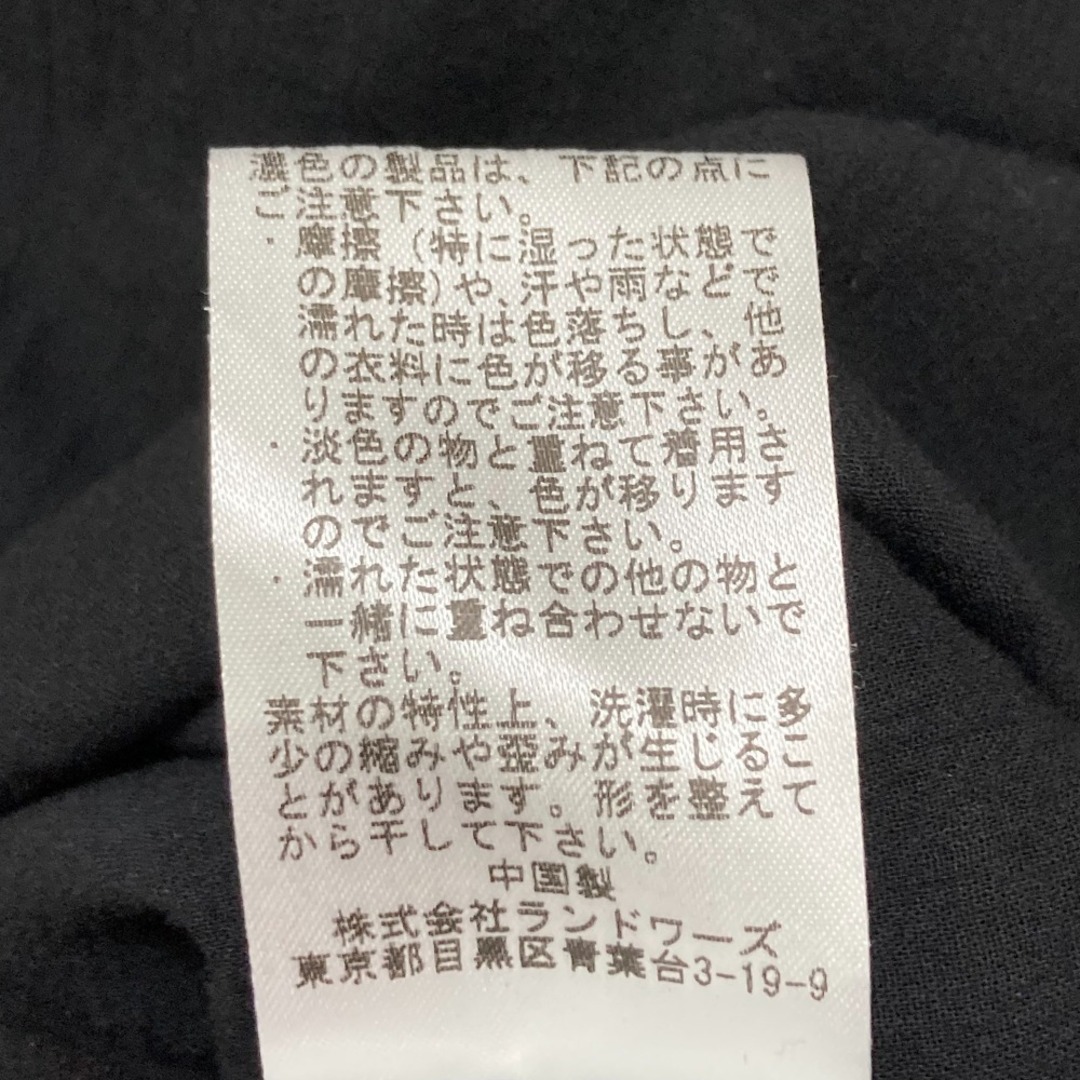 濃色の製品は、下記の点に
ご注意下さい。
・摩擦（特に湿った状態で
の摩擦）や、汗や雨などで
濡れた時は色落ちし、他
の衣料に色が移る事があ
りますのでご注意下さい。
・淡色の物と重ねて着用さ
れますと、色が移ります
のでご注意下さい。
・濡れた状態での他の物と
一緒に重ね合わせないで
下さい。
素材の特性上、洗濯時に多
少の縮みや歪みが生じるこ
とがあります。形を整えて
から干して下さい。
中国製
株式会社ランドワーズ
東京都目黒区青葉台3-19-9